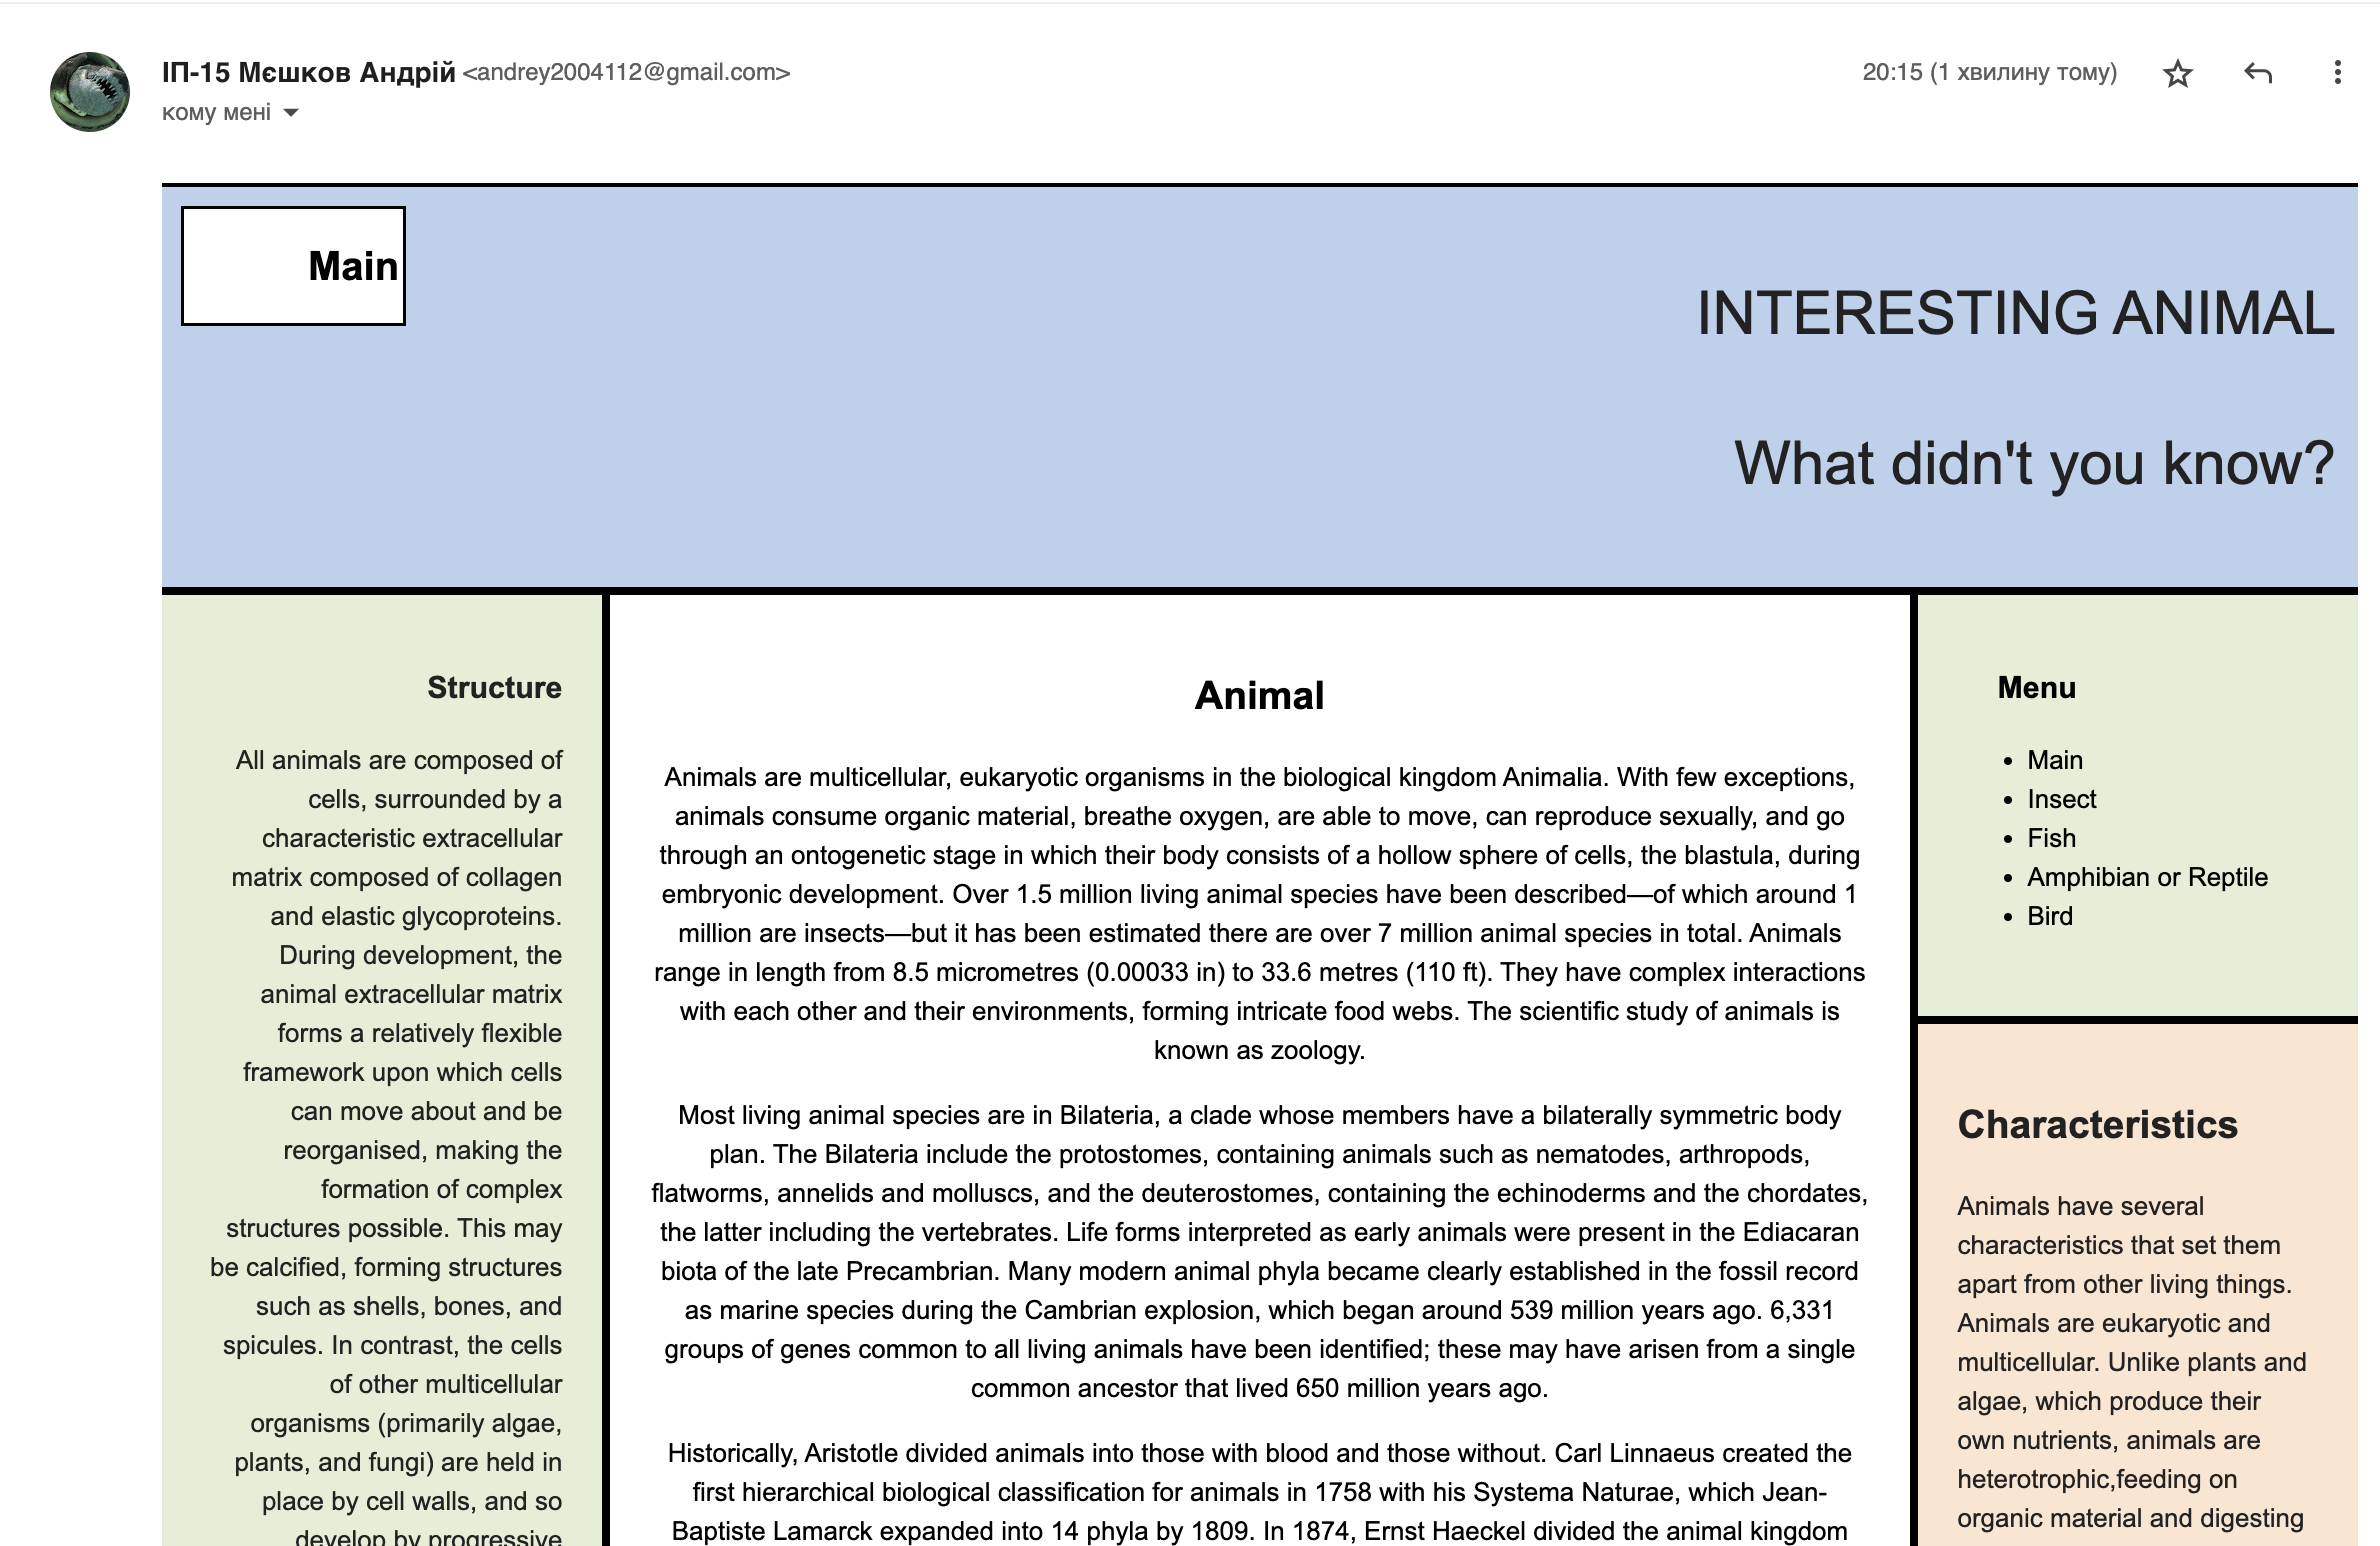 ІП-15 Мєшков Андрій <andrey2004112@gmail.com>
20:15 (1 хвилину тому)
кому мені
Main
INTERESTING ANIMAL
What didn't you know?
Structure
All animals are composed of
cells, surrounded by a
characteristic extracellular
matrix composed of collagen
and elastic glycoproteins.
During development, the
animal extracellular matrix
forms a relatively flexible
framework upon which cells
can move about and be
reorganised, making the
formation of complex
structures possible. This may
be calcified, forming structures
such as shells, bones, and
spicules. In contrast, the cells
of other multicellular
organisms (primarily algae,
plants, and fungi) are held in
place by cell walls, and so
develop by progressive
Animal
Animals are multicellular, eukaryotic organisms in the biological kingdom Animalia. With few exceptions,
animals consume organic material, breathe oxygen, are able to move, can reproduce sexually, and go
through an ontogenetic stage in which their body consists of a hollow sphere of cells, the blastula, during
embryonic development. Over 1.5 million living animal species have been described—of which around 1
million are insects—but it has been estimated there are over 7 million animal species in total. Animals
range in length from 8.5 micrometres (0.00033 in) to 33.6 metres (110 ft). They have complex interactions
with each other and their environments, forming intricate food webs. The scientific study of animals is
known as zoology.
Most living animal species are in Bilateria, a clade whose members have a bilaterally symmetric body
plan. The Bilateria include the protostomes, containing animals such as nematodes, arthropods,
flatworms, annelids and molluscs, and the deuterostomes, containing the echinoderms and the chordates,
the latter including the vertebrates. Life forms interpreted as early animals were present in the Ediacaran
biota of the late Precambrian. Many modern animal phyla became clearly established in the fossil record
as marine species during the Cambrian explosion, which began around 539 million years ago. 6,331
groups of genes common to all living animals have been identified; these may have arisen from a single
common ancestor that lived 650 million years ago.
Historically, Aristotle divided animals into those with blood and those without. Carl Linnaeus created the
first hierarchical biological classification for animals in 1758 with his Systema Naturae, which Jean-
Baptiste Lamarck expanded into 14 phyla by 1809. In 1874, Ernst Haeckel divided the animal kingdom
Menu
• Main
• Insect
• Fish
• Amphibian or Reptile
• Bird
Characteristics
Animals have several
characteristics that set them
apart from other living things.
Animals are eukaryotic and
multicellular. Unlike plants and
algae, which produce their
own nutrients, animals are
heterotrophic,feeding on
organic material and digesting